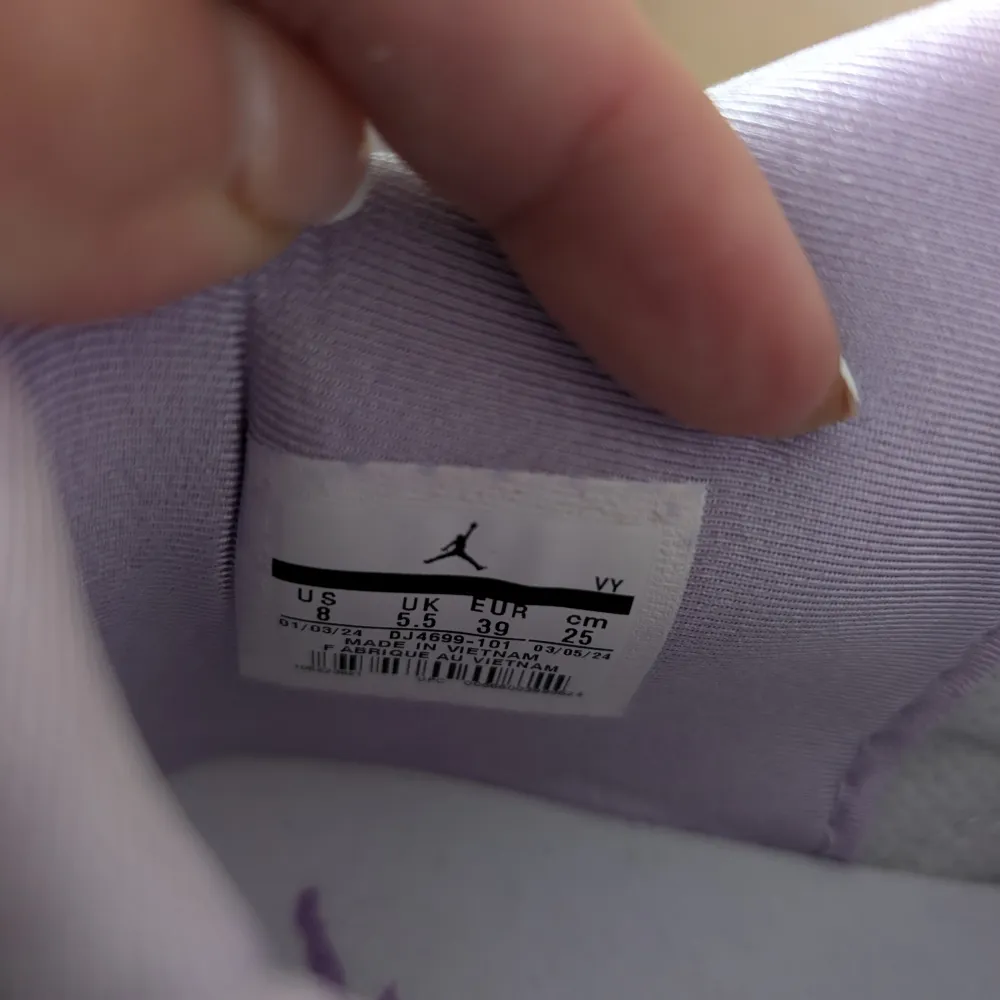 VY
US UK EUR cm
8 5.5 39 25
01/03/24 DJ4699-101 03/05/24
MADE IN VIETNAM
FABRIQUE AU VIETNAM
UPC